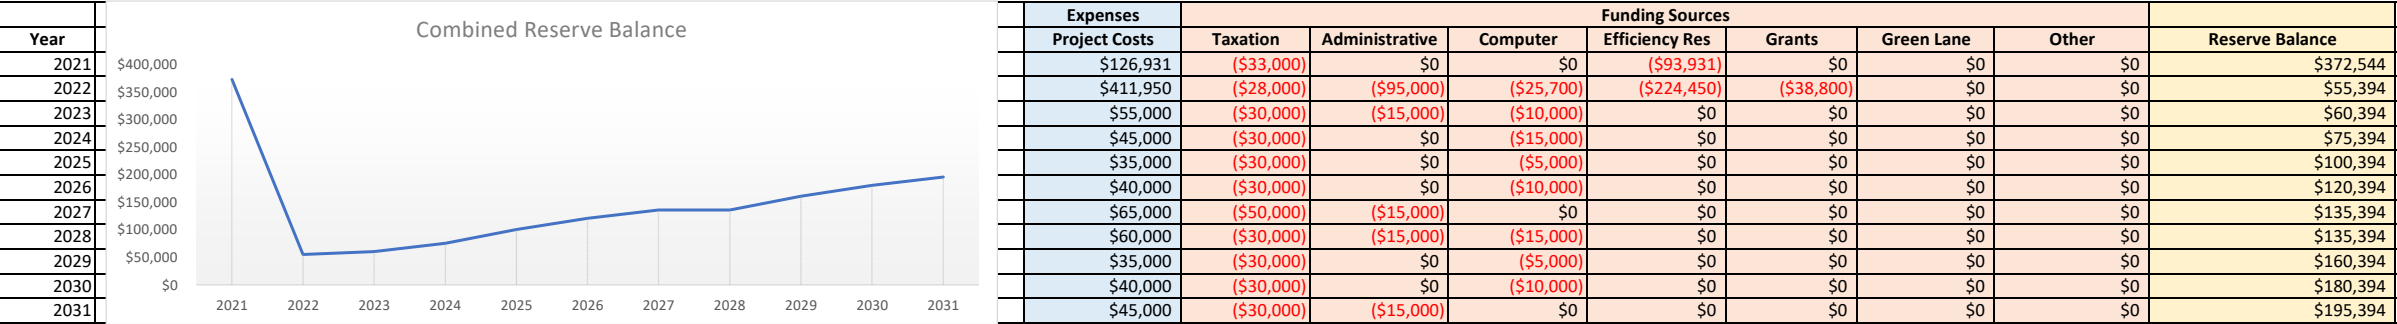 Expenses Funding Sources
Year Project Costs Taxation Administrative Computer Efficiency Res Grants Green Lane Other Reserve Balance
2021 $126,931 ($33,000) $0 $0 ($93,931) $0 $0 $0 $372,544
2022 $411,950 ($28,000) ($95,000) ($25,700) ($224,450) ($38,800) $0 $0 $55,394
2023 $55,000 ($30,000) ($15,000) ($10,000) $0 $0 $0 $0 $60,394
2024 $45,000 ($30,000) $0 ($15,000) $0 $0 $0 $0 $75,394
2025 $35,000 ($30,000) $0 ($5,000) $0 $0 $0 $0 $100,394
2026 $40,000 ($30,000) $0 ($10,000) $0 $0 $0 $0 $120,394
2027 $65,000 ($50,000) ($15,000) $0 $0 $0 $0 $0 $135,394
2028 $60,000 ($30,000) ($15,000) ($15,000) $0 $0 $0 $0 $135,394
2029 $35,000 ($30,000) $0 ($5,000) $0 $0 $0 $0 $160,394
2030 $40,000 ($30,000) $0 ($10,000) $0 $0 $0 $0 $180,394
2031 $45,000 ($30,000) ($15,000) $0 $0 $0 $0 $0 $195,394
Combined Reserve Balance
$400,000
$350,000
$300,000
$250,000
$200,000
$150,000
$100,000
$50,000
$0
2021 2022 2023 2024 2025 2026 2027 2028 2029 2030 2031